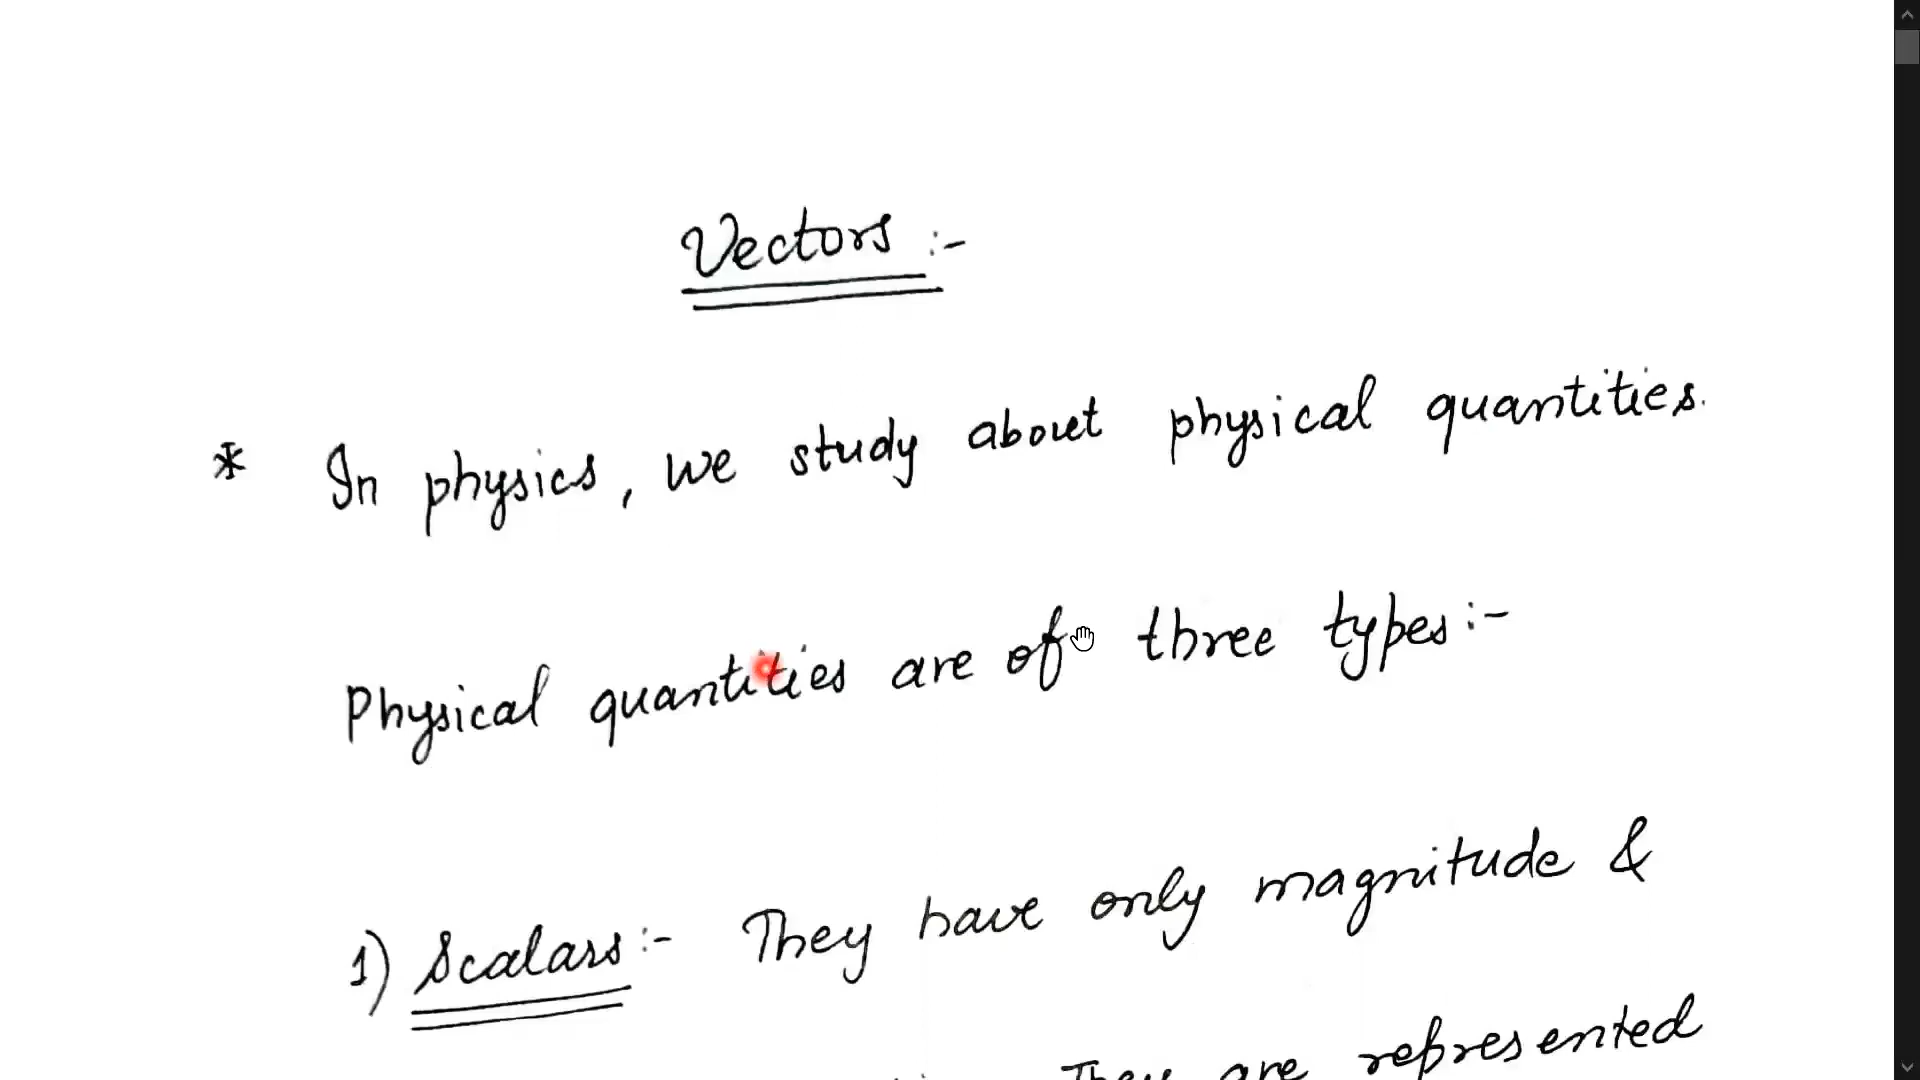 Vectors :-
* In physics, we study about physical quantities.
Physical quantities are of three types :-
1) Scalars :- They have only magnitude &
They are represented